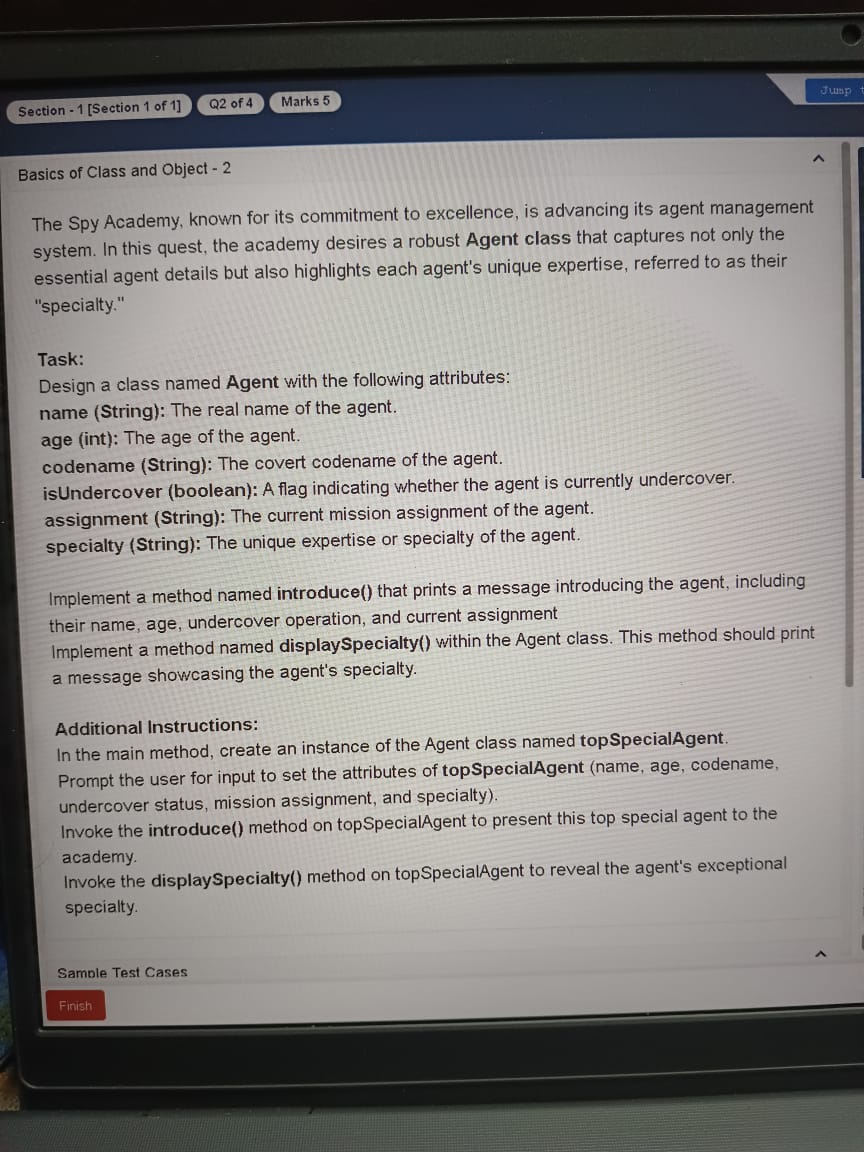 Section - 1 [Section 1 of 1] Q2 of 4 Marks 5
Jump
Basics of Class and Object - 2
The Spy Academy, known for its commitment to excellence, is advancing its agent management
system. In this quest, the academy desires a robust Agent class that captures not only the
essential agent details but also highlights each agent's unique expertise, referred to as their
"specialty."
Task:
Design a class named Agent with the following attributes:
name (String): The real name of the agent.
age (int): The age of the agent.
codename (String): The covert codename of the agent.
isUndercover (boolean): A flag indicating whether the agent is currently undercover.
assignment (String): The current mission assignment of the agent.
specialty (String): The unique expertise or specialty of the agent.
Implement a method named introduce() that prints a message introducing the agent, including
their name, age, undercover operation, and current assignment
Implement a method named displaySpecialty() within the Agent class. This method should print
a message showcasing the agent's specialty.
Additional Instructions:
In the main method, create an instance of the Agent class named topSpecialAgent.
Prompt the user for input to set the attributes of topSpecialAgent (name, age, codename,
undercover status, mission assignment, and specialty).
Invoke the introduce() method on topSpecialAgent to present this top special agent to the
academy.
Invoke the displaySpecialty() method on topSpecialAgent to reveal the agent's exceptional
specialty.
Sample Test Cases
Finish